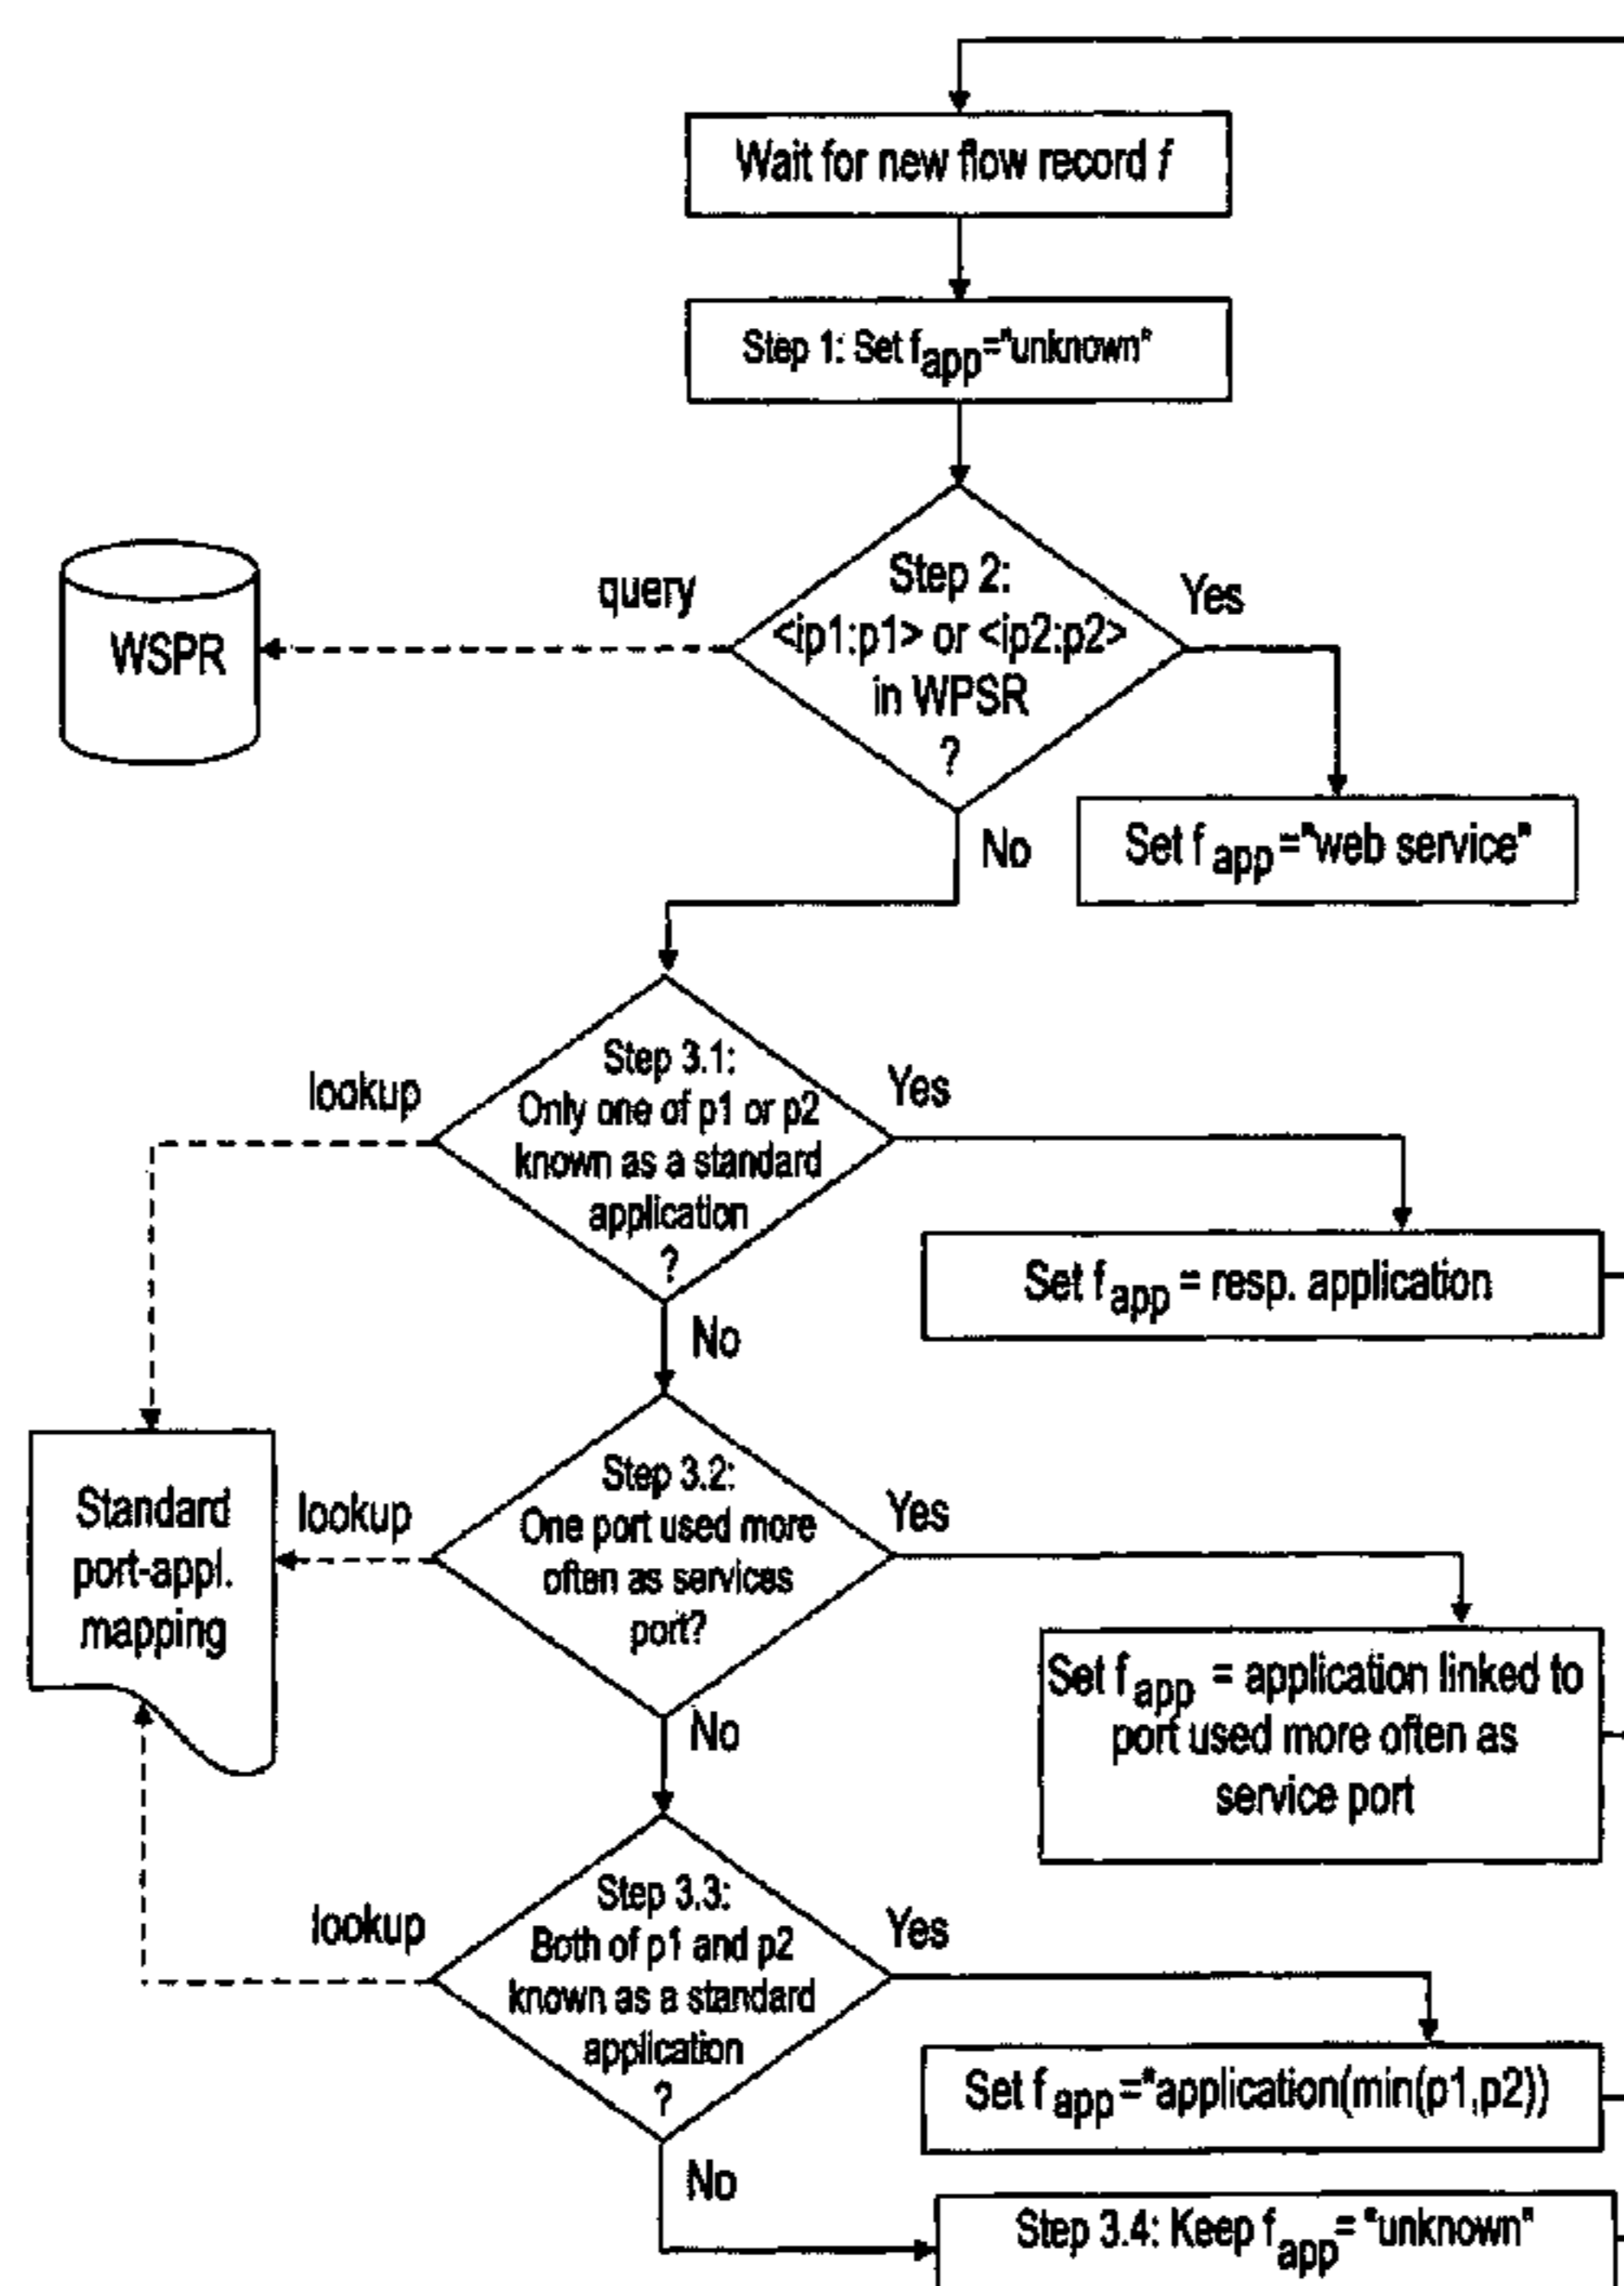 Wait for new flow record f
Step 1: Set fapp="unknown"
Step 2:
<ip1:p1> or <ip2:p2>
in WPSR
?
query
WSPR
Yes
No
Set f app ="web service"
Step 3.1:
Only one of p1 or p2
known as a standard
application
?
lookup
Yes
No
Set f app = resp. application
Step 3.2:
One port used more
often as services
port?
lookup
Standard
port-appl.
mapping
Yes
No
Set f app = application linked to
port used more often as
service port
Step 3.3:
Both of p1 and p2
known as a standard
application
?
lookup
Yes
No
Set f app ="application(min(p1,p2))
Step 3.4: Keep fapp= "unknown"